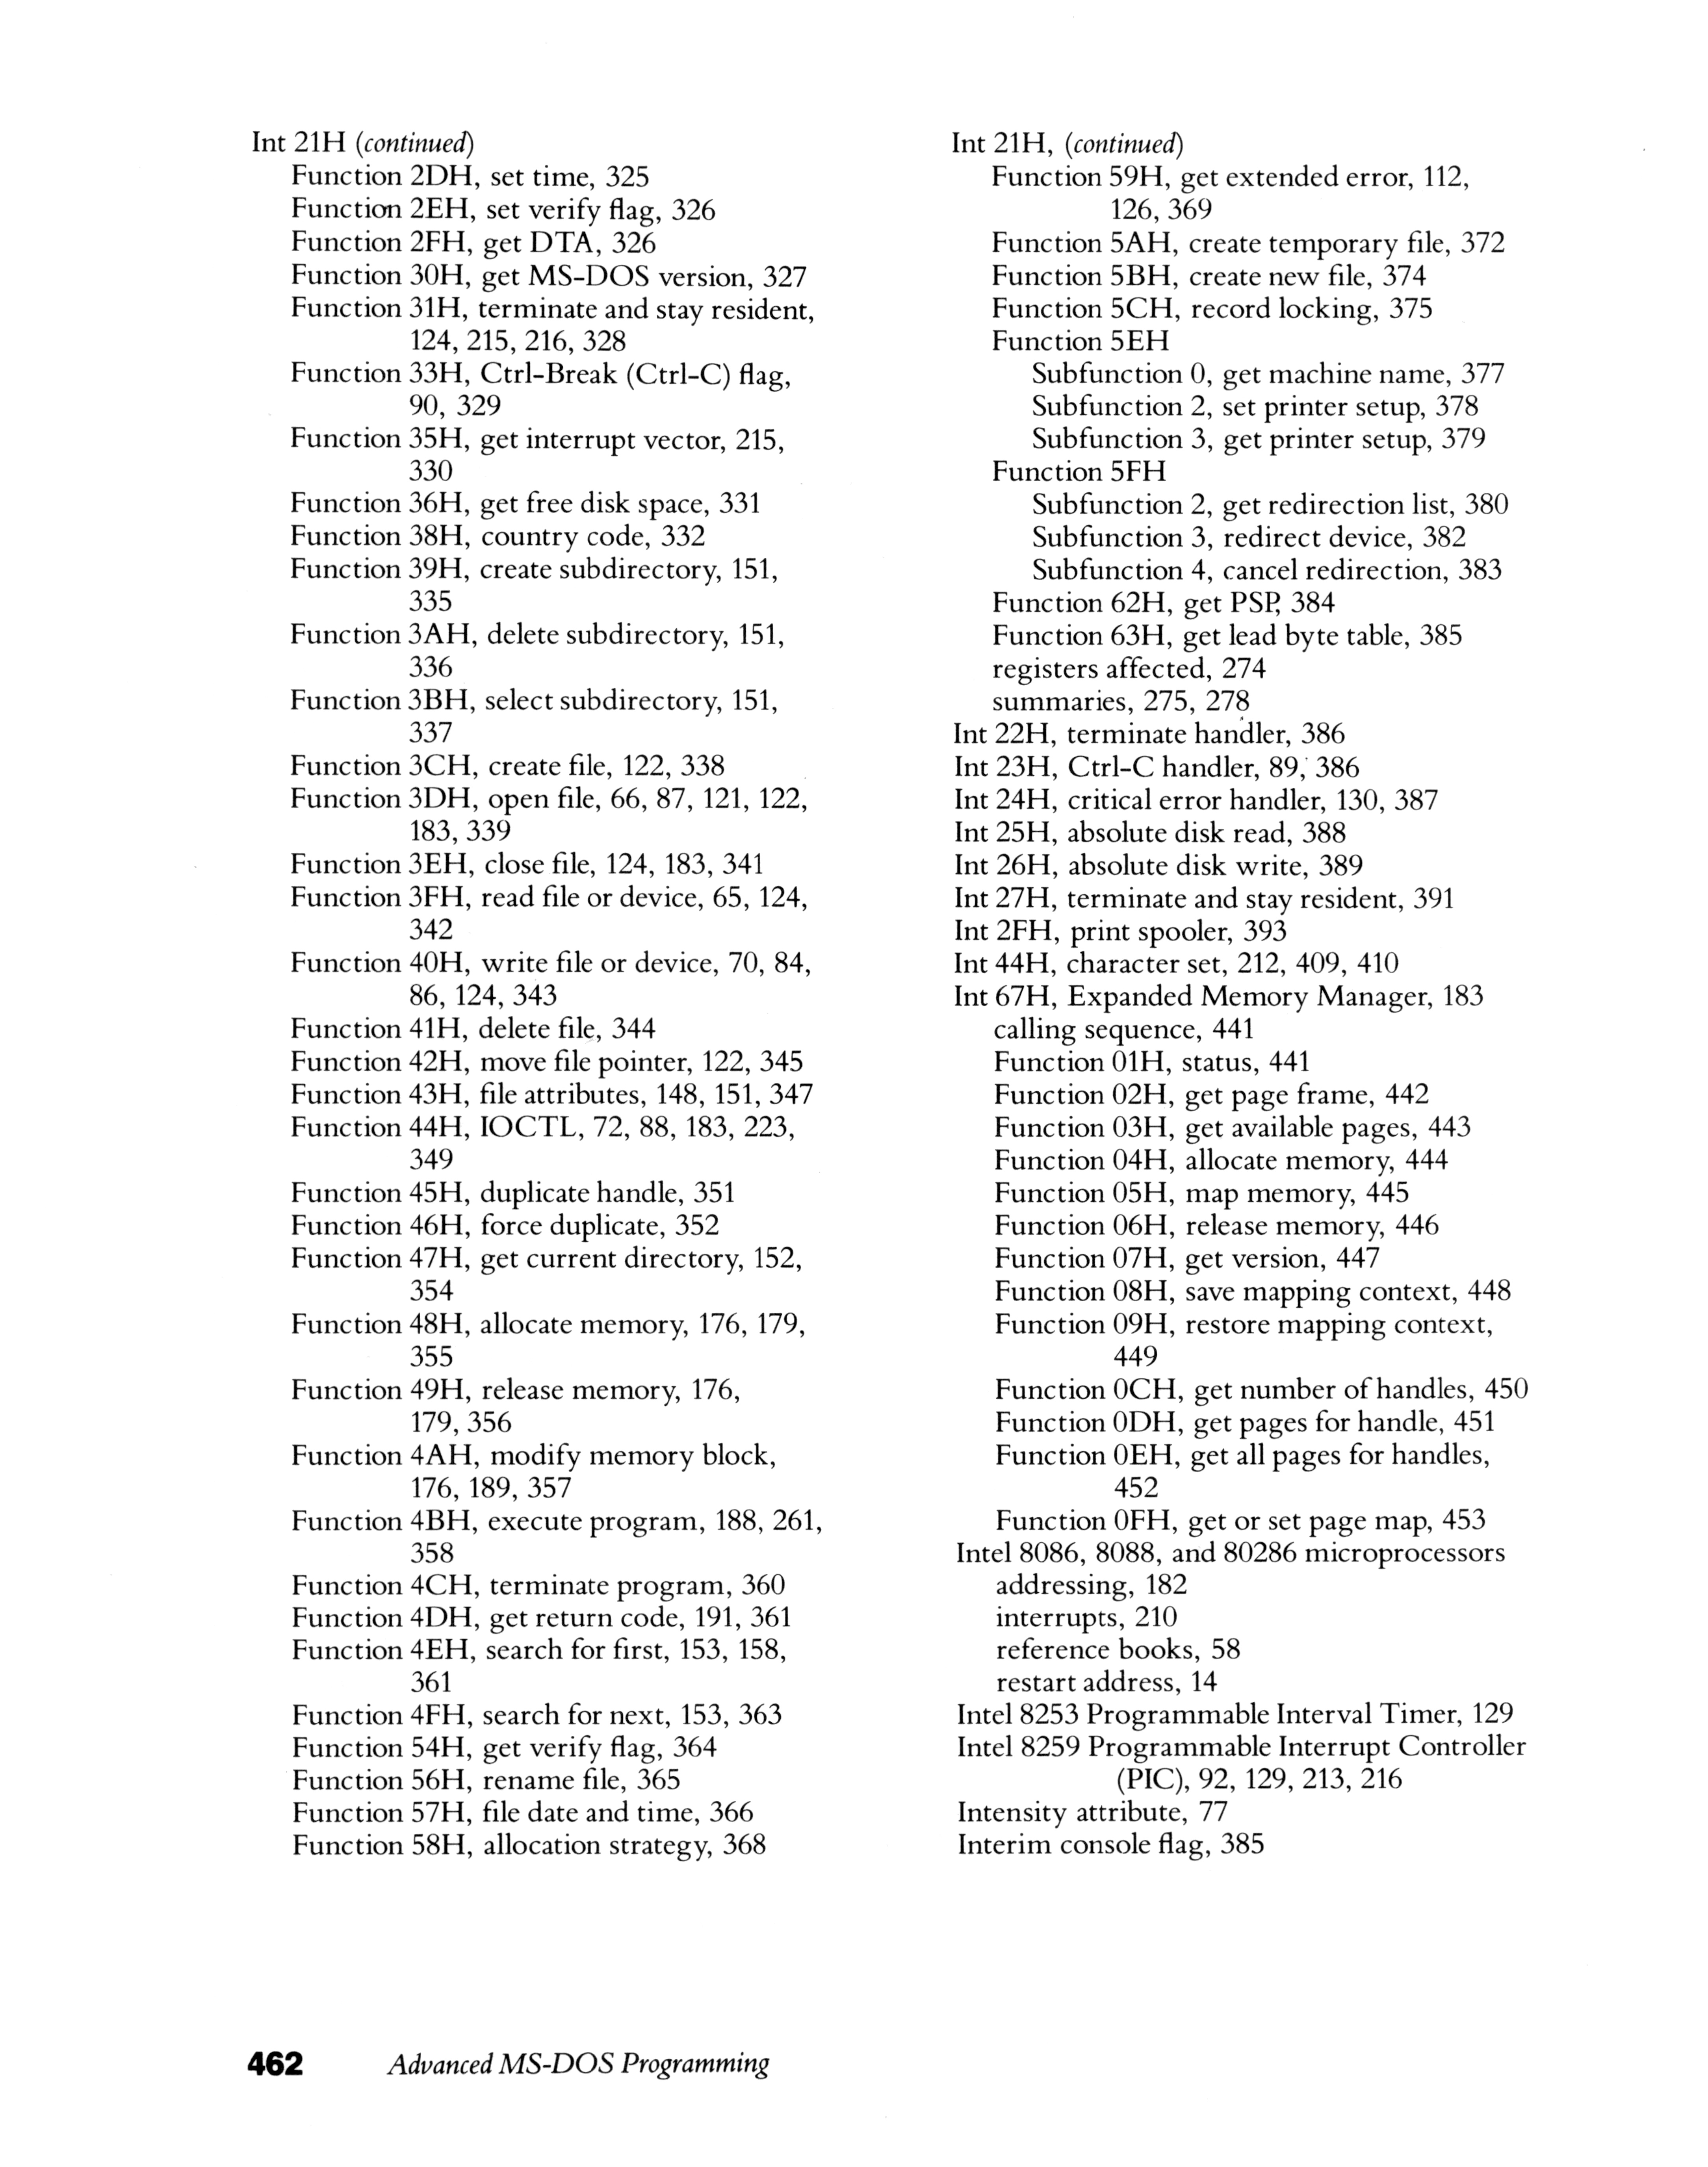 Int 21H (continued)
Function 2DH, set time, 325
Function 2EH, set verify flag, 326
Function 2FH, get DTA, 326
Function 30H, get MS-DOS version, 327
Function 31H, terminate and stay resident,
124, 215, 216, 328
Function 33H, Ctrl-Break (Ctrl-C) flag,
90, 329
Function 35H, get interrupt vector, 215,
330
Function 36H, get free disk space, 331
Function 38H, country code, 332
Function 39H, create subdirectory, 151,
335
Function 3AH, delete subdirectory, 151,
336
Function 3BH, select subdirectory, 151,
337
Function 3CH, create file, 122, 338
Function 3DH, open file, 66, 87, 121, 122,
183, 339
Function 3EH, close file, 124, 183, 341
Function 3FH, read file or device, 65, 124,
342
Function 40H, write file or device, 70, 84,
86, 124, 343
Function 41H, delete file, 344
Function 42H, move file pointer, 122, 345
Function 43H, file attributes, 148, 151, 347
Function 44H, IOCTL, 72, 88, 183, 223,
349
Function 45H, duplicate handle, 351
Function 46H, force duplicate, 352
Function 47H, get current directory, 152,
354
Function 48H, allocate memory, 176, 179,
355
Function 49H, release memory, 176,
179, 356
Function 4AH, modify memory block,
176, 189, 357
Function 4BH, execute program, 188, 261,
358
Function 4CH, terminate program, 360
Function 4DH, get return code, 191, 361
Function 4EH, search for first, 153, 158,
361
Function 4FH, search for next, 153, 363
Function 54H, get verify flag, 364
Function 56H, rename file, 365
Function 57H, file date and time, 366
Function 58H, allocation strategy, 368
Int 21H, (continued)
Function 59H, get extended error, 112,
126, 369
Function 5AH, create temporary file, 372
Function 5BH, create new file, 374
Function 5CH, record locking, 375
Function 5EH
Subfunction 0, get machine name, 377
Subfunction 2, set printer setup, 378
Subfunction 3, get printer setup, 379
Function 5FH
Subfunction 2, get redirection list, 380
Subfunction 3, redirect device, 382
Subfunction 4, cancel redirection, 383
Function 62H, get PSP, 384
Function 63H, get lead byte table, 385
registers affected, 274
summaries, 275, 278
Int 22H, terminate handler, 386
Int 23H, Ctrl-C handler, 89, 386
Int 24H, critical error handler, 130, 387
Int 25H, absolute disk read, 388
Int 26H, absolute disk write, 389
Int 27H, terminate and stay resident, 391
Int 2FH, print spooler, 393
Int 44H, character set, 212, 409, 410
Int 67H, Expanded Memory Manager, 183
calling sequence, 441
Function 01H, status, 441
Function 02H, get page frame, 442
Function 03H, get available pages, 443
Function 04H, allocate memory, 444
Function 05H, map memory, 445
Function 06H, release memory, 446
Function 07H, get version, 447
Function 08H, save mapping context, 448
Function 09H, restore mapping context,
449
Function 0CH, get number of handles, 450
Function 0DH, get pages for handle, 451
Function 0EH, get all pages for handles,
452
Function 0FH, get or set page map, 453
Intel 8086, 8088, and 80286 microprocessors
addressing, 182
interrupts, 210
reference books, 58
restart address, 14
Intel 8253 Programmable Interval Timer, 129
Intel 8259 Programmable Interrupt Controller
(PIC), 92, 129, 213, 216
Intensity attribute, 77
Interim console flag, 385
462 Advanced MS-DOS Programming